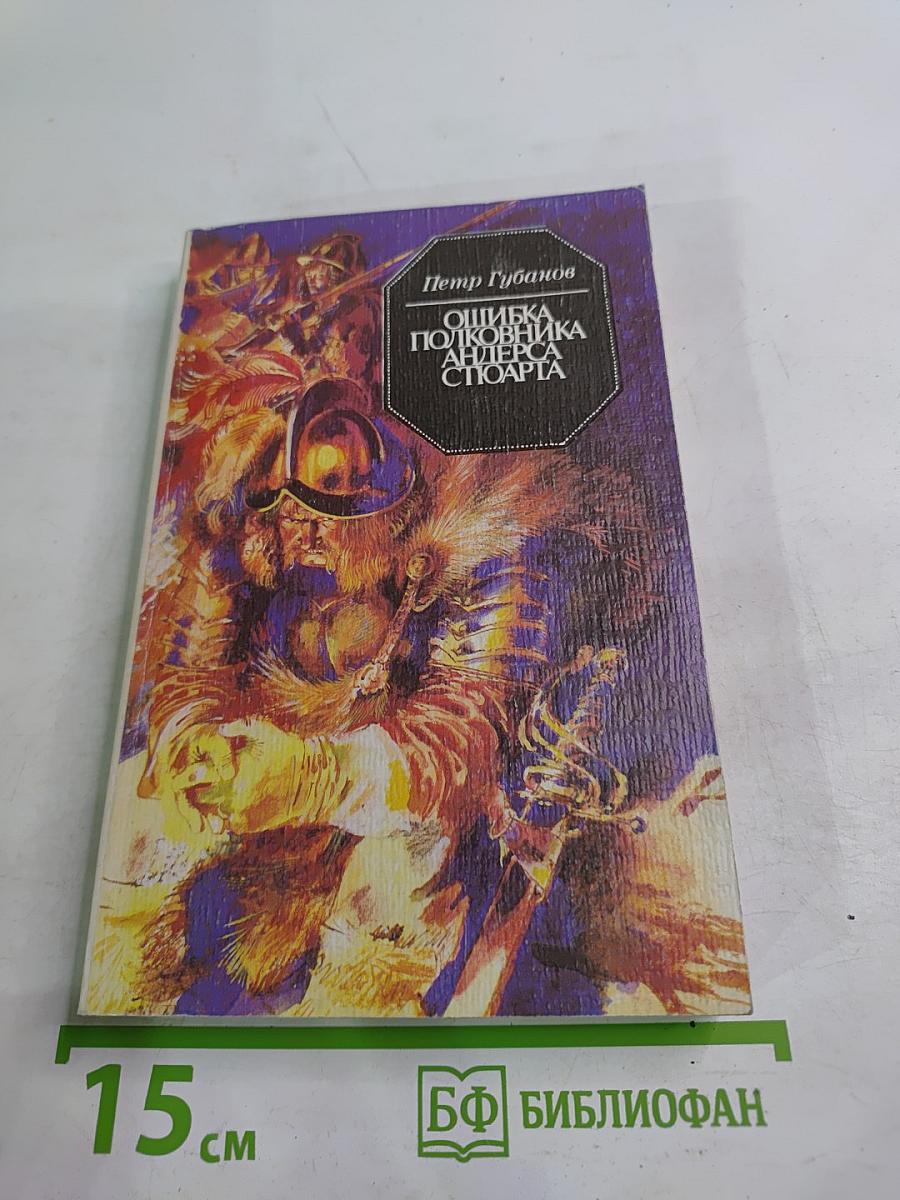 Петр Губанов
ОШИБКА
ПОЛКОВНИКА
АНДЕРСА
СТЮАРТА
15 см
БФ БИБЛИОФАН